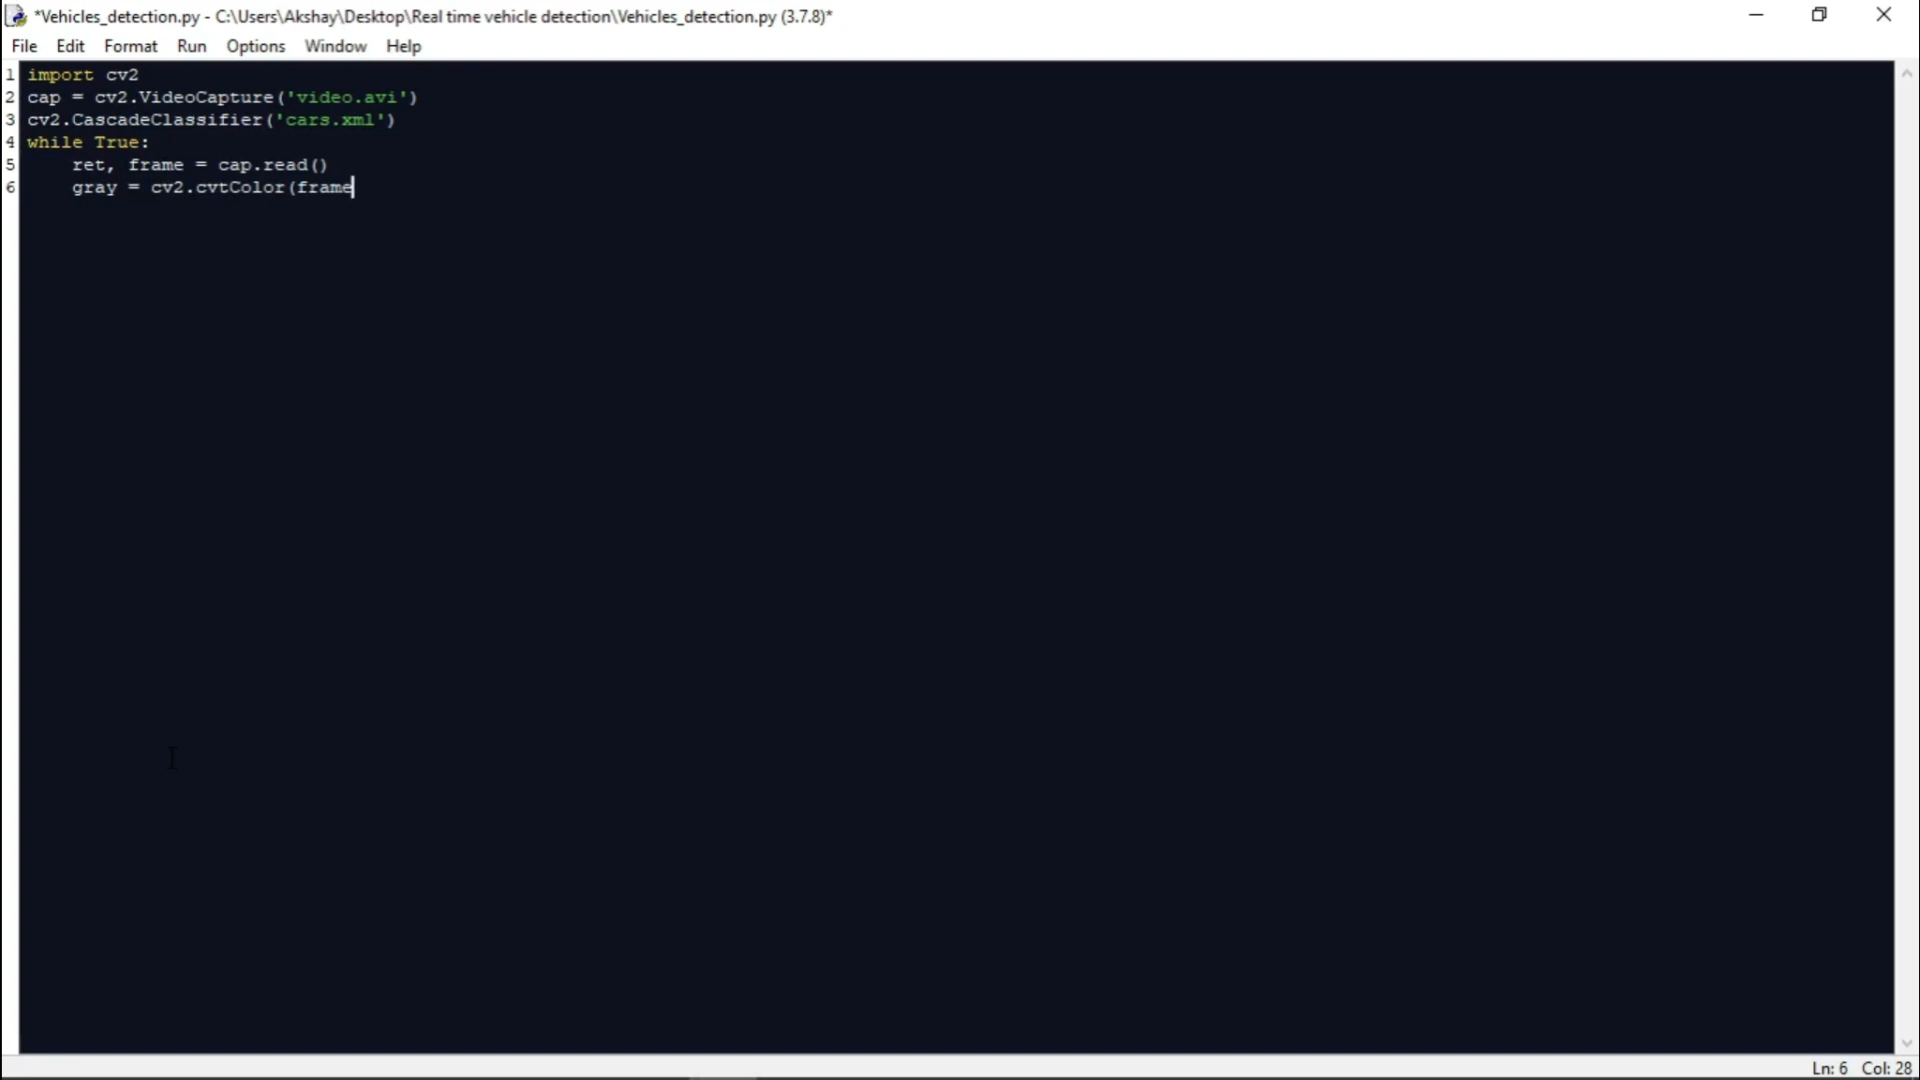 *Vehicles_detection.py - C:\Users\Akshay\Desktop\Real time vehicle detection\Vehicles_detection.py (3.7.8)*
File Edit Format Run Options Window Help
1 import cv2
2 cap = cv2.VideoCapture('video.avi')
3 cv2.CascadeClassifier('cars.xml')
4 while True:
5     ret, frame = cap.read()
6     gray = cv2.cvtColor(frame
Ln: 6 Col: 28